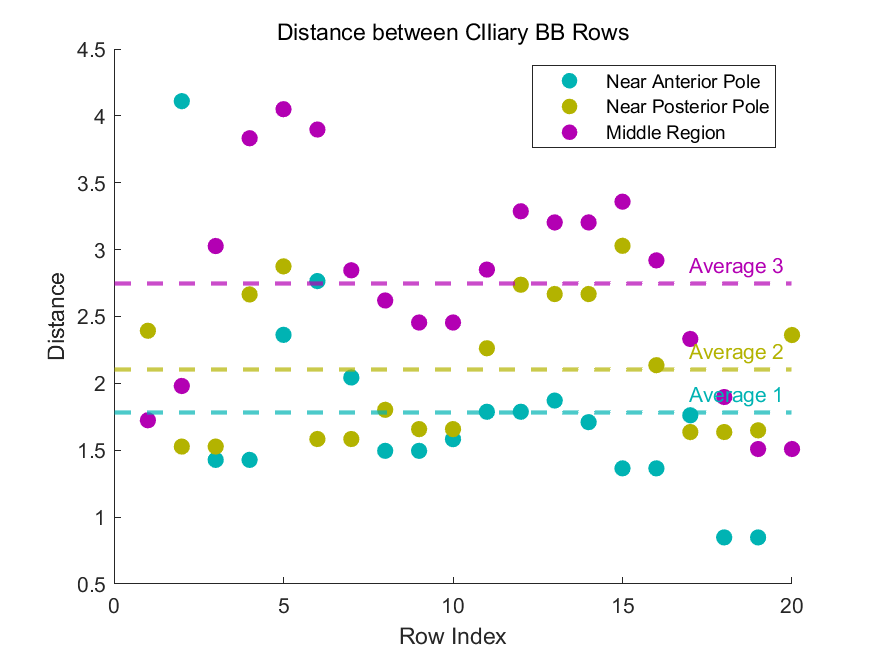 Distance between CIliary BB Rows
4.5
4
3.5
3
2.5
2
1.5
1
0.5
Distance
Near Anterior Pole
Near Posterior Pole
Middle Region
Average 3
Average 2
Average 1
0
5
10
15
20
Row Index